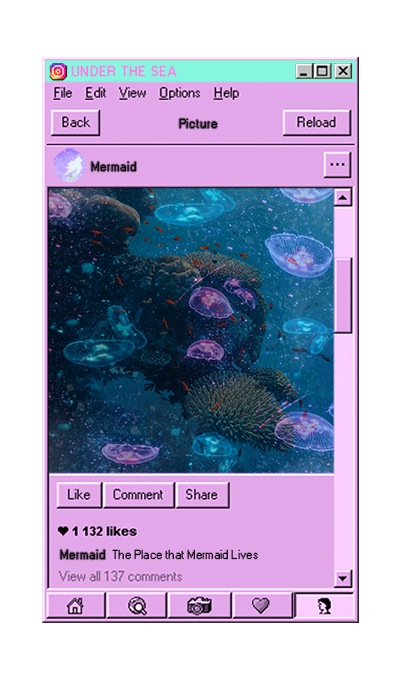 UNDER THE SEA
File Edit View Options Help
Back Picture Reload
Mermaid ...
Like Comment Share
♥ 1 132 likes
Mermaid The Place that Mermaid Lives
View all 137 comments